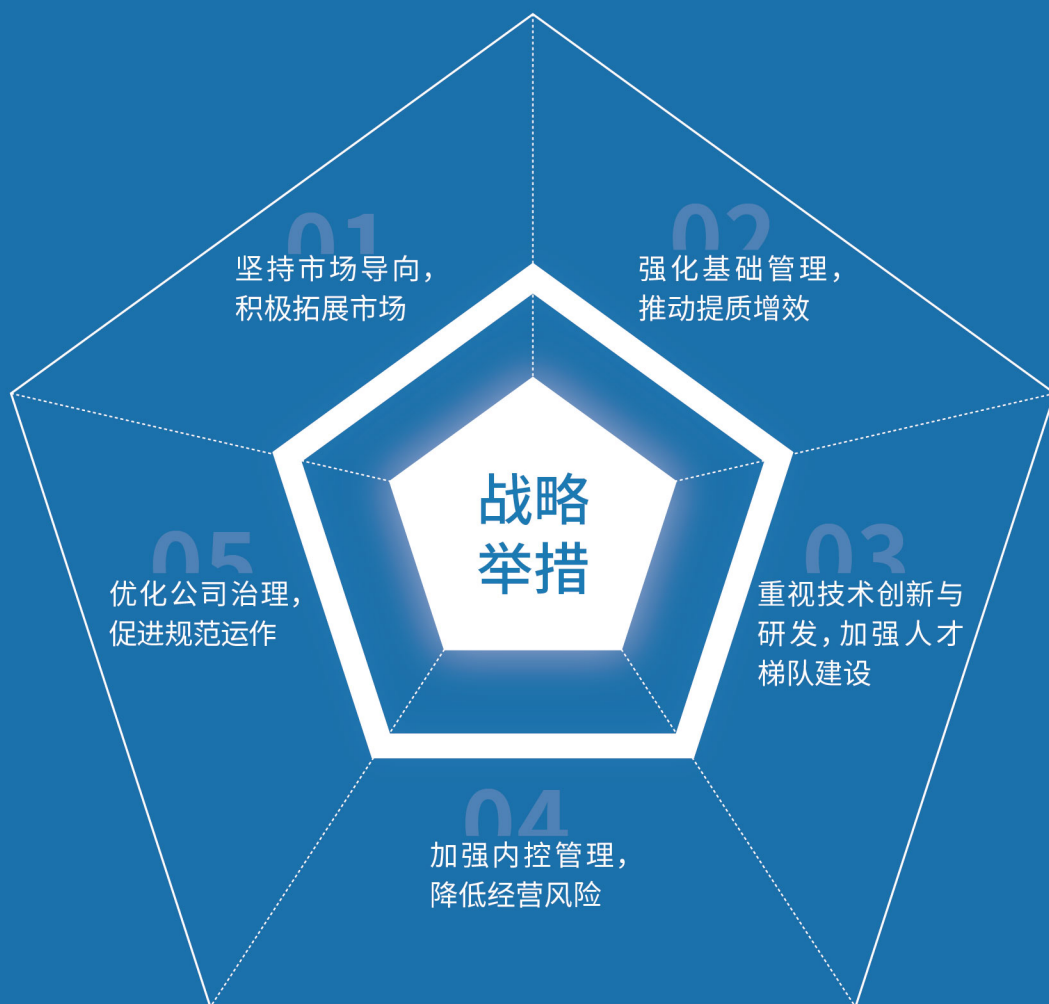 01
坚持市场导向，
积极拓展市场
02
强化基础管理，
推动提质增效
战略
举措
03
重视技术创新与
研发，加强人才
梯队建设
04
加强内控管理，
降低经营风险
05
优化公司治理，
促进规范运作